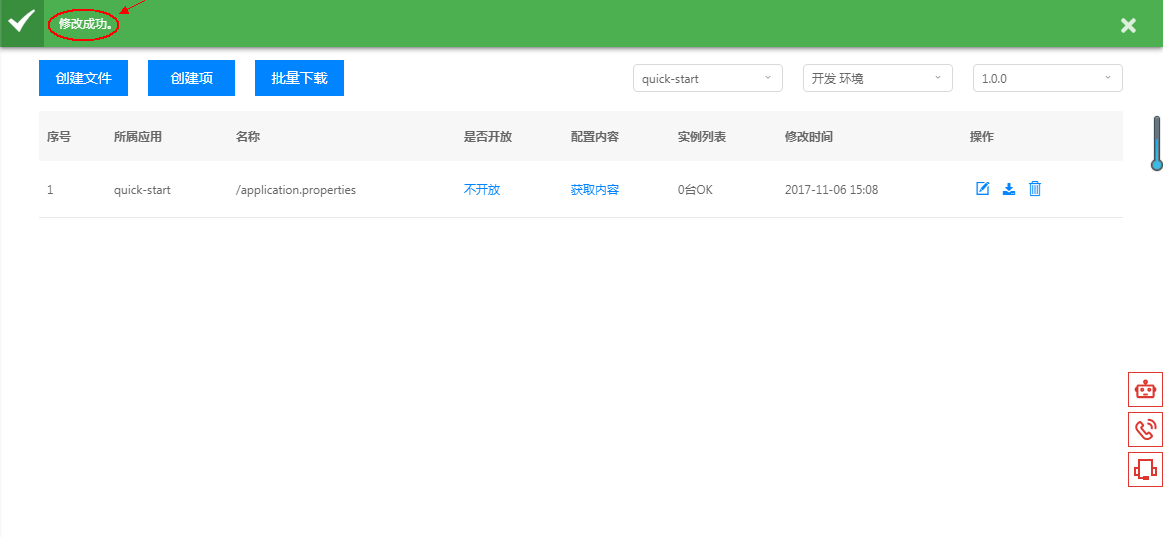 修改成功。
创建文件 创建项 批量下载 quick-start 开发 环境 1.0.0
序号 所属应用 名称 是否开放 配置内容 实例列表 修改时间 操作
1 quick-start /application.properties 不开放 获取内容 0台OK 2017-11-06 15:08